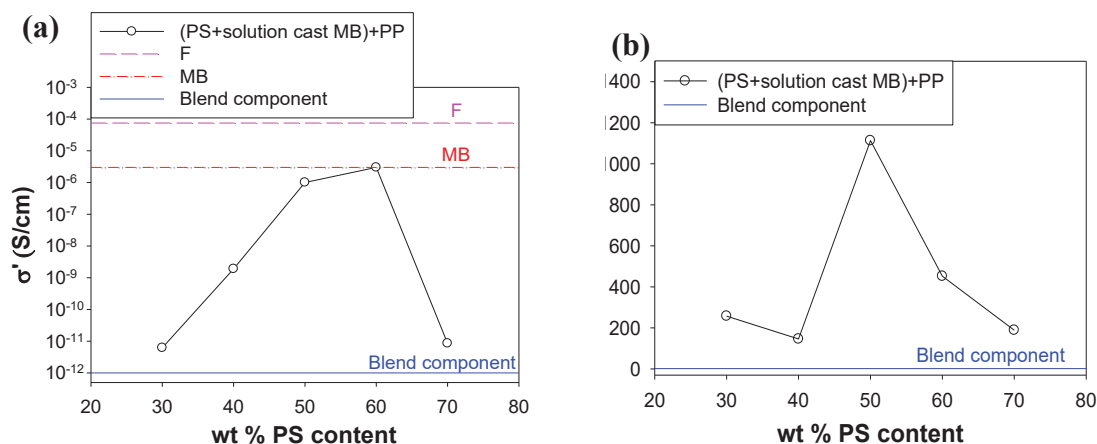 (a)
(PS+solution cast MB)+PP
F
MB
Blend component
10⁻³
10⁻⁴
10⁻⁵
10⁻⁶
10⁻⁷
10⁻⁸
10⁻⁹
10⁻¹⁰
10⁻¹¹
10⁻¹²
σ' (S/cm)
F
MB
Blend component
20 30 40 50 60 70 80
wt % PS content
(b)
(PS+solution cast MB)+PP
Blend component
1400
1200
1000
800
600
400
200
0
Blend component
20 30 40 50 60 70 80
wt % PS content